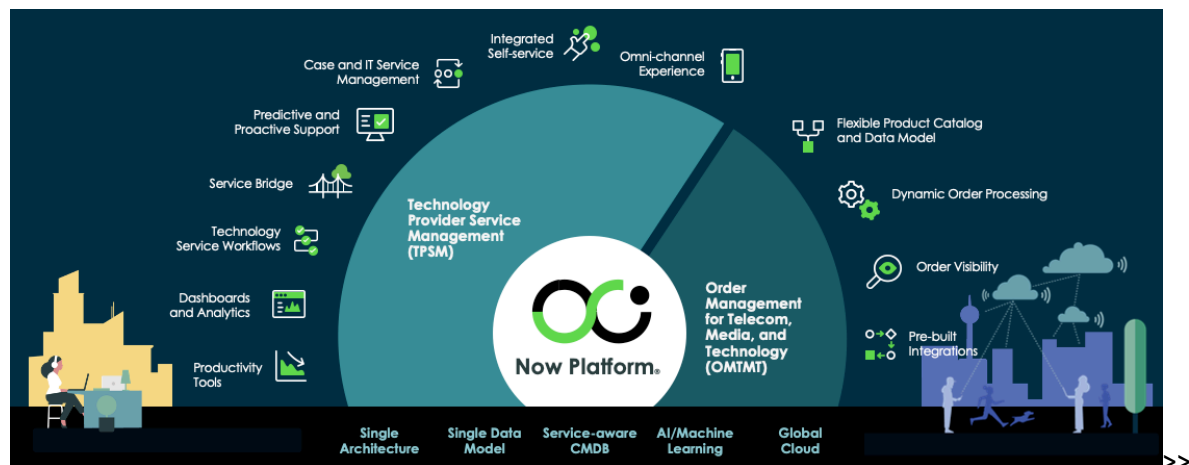 Integrated
Self-service
Omni-channel
Experience
Case and IT Service
Management
Predictive and
Proactive Support
Flexible Product Catalog
and Data Model
Service Bridge
Dynamic Order Processing
Technology
Service Workflows
Technology
Provider Service
Management
(TPSM)
Order Visibility
Dashboards
and Analytics
Order
Management
for Telecom,
Media, and
Technology
(OMTMT)
Pre-built
Integrations
Productivity
Tools
Now Platform®
Single
Architecture
Single Data
Model
Service-aware
CMDB
AI/Machine
Learning
Global
Cloud
>>